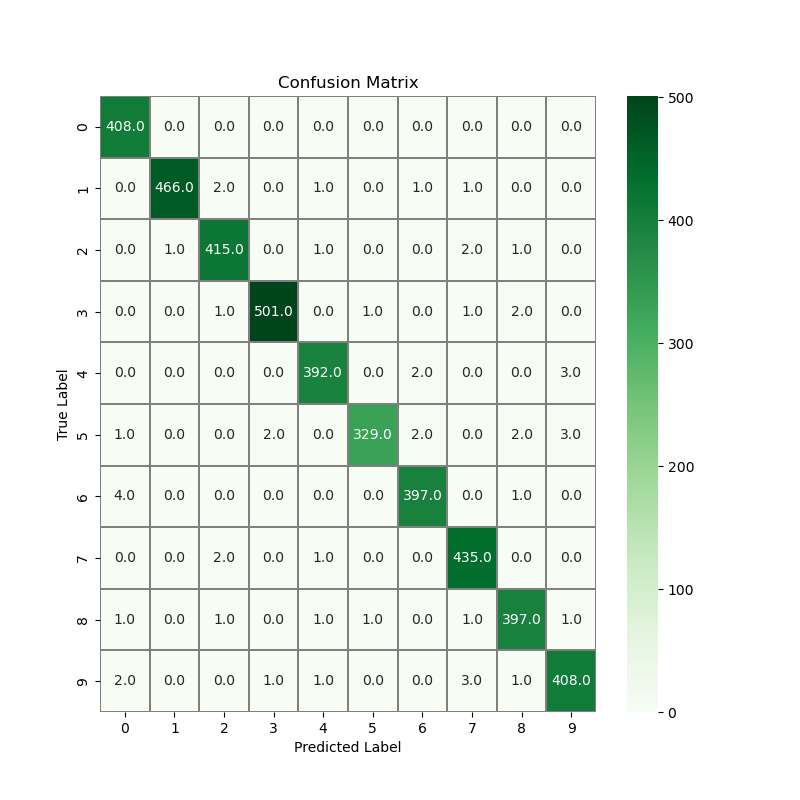 Confusion Matrix
0 408.0 0.0 0.0 0.0 0.0 0.0 0.0 0.0 0.0 0.0
1 0.0 466.0 2.0 0.0 1.0 0.0 1.0 1.0 0.0 0.0
2 0.0 1.0 415.0 0.0 1.0 0.0 0.0 2.0 1.0 0.0
3 0.0 0.0 1.0 501.0 0.0 1.0 0.0 1.0 2.0 0.0
4 0.0 0.0 0.0 0.0 392.0 0.0 2.0 0.0 0.0 3.0
5 1.0 0.0 0.0 2.0 0.0 329.0 2.0 0.0 2.0 3.0
6 4.0 0.0 0.0 0.0 0.0 0.0 397.0 0.0 1.0 0.0
7 0.0 0.0 2.0 0.0 1.0 0.0 0.0 435.0 0.0 0.0
8 1.0 0.0 1.0 0.0 1.0 1.0 0.0 1.0 397.0 1.0
9 2.0 0.0 0.0 1.0 1.0 0.0 0.0 3.0 1.0 408.0
0 1 2 3 4 5 6 7 8 9
Predicted Label
True Label
500
400
300
200
100
0